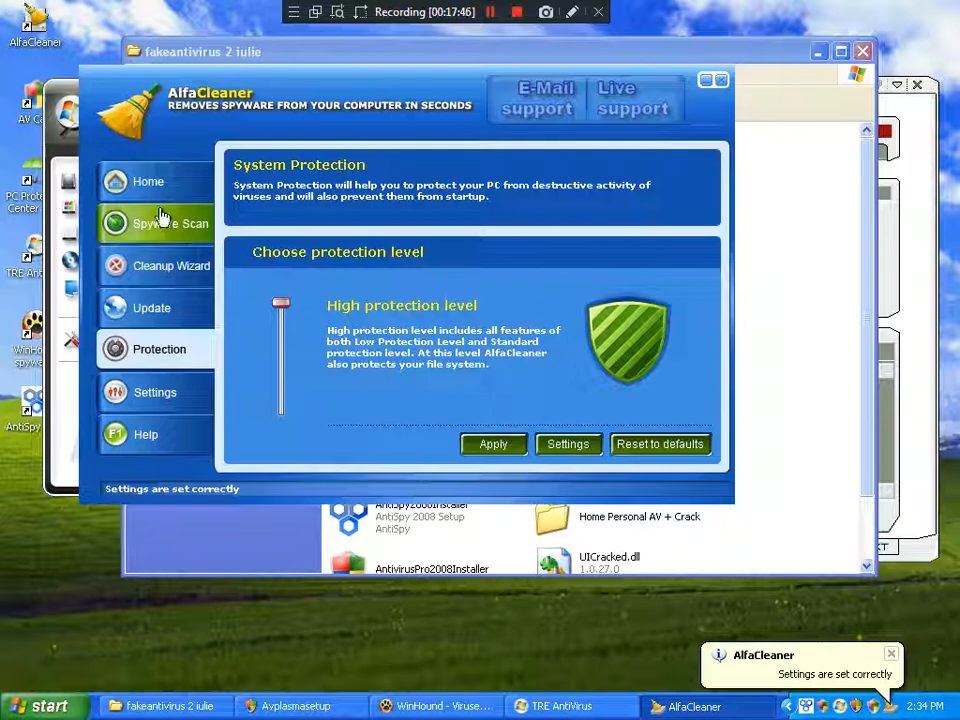 Recording [00:17:46]
AlfaCleaner
fakeantivirus 2 iulie
AlfaCleaner
REMOVES SPYWARE FROM YOUR COMPUTER IN SECONDS
E-Mail support
Live support
AV Ca
PC Prote
Center
TRE Anti
WinHou
spywe
AntiSpy
Home
Spyware Scan
Cleanup Wizard
Update
Protection
Settings
Help
System Protection
System Protection will help you to protect your PC from destructive activity of
viruses and will also prevent them from startup.
Choose protection level
High protection level
High protection level includes all features of
both Low Protection Level and Standard
protection level. At this level AlfaCleaner
also protects your file system.
Apply
Settings
Reset to defaults
Settings are set correctly
AntiSpy2008Installer
AntiSpy 2008 Setup
AntiSpy
Home Personal AV + Crack
AntivirusPro2008Installer
UICracked.dll
1.0.27.0
XT
AlfaCleaner
Settings are set correctly
start
fakeantivirus 2 iulie
Avplasmasetup
WinHound - Viruse...
TRE AntiVirus
AlfaCleaner
2:34 PM